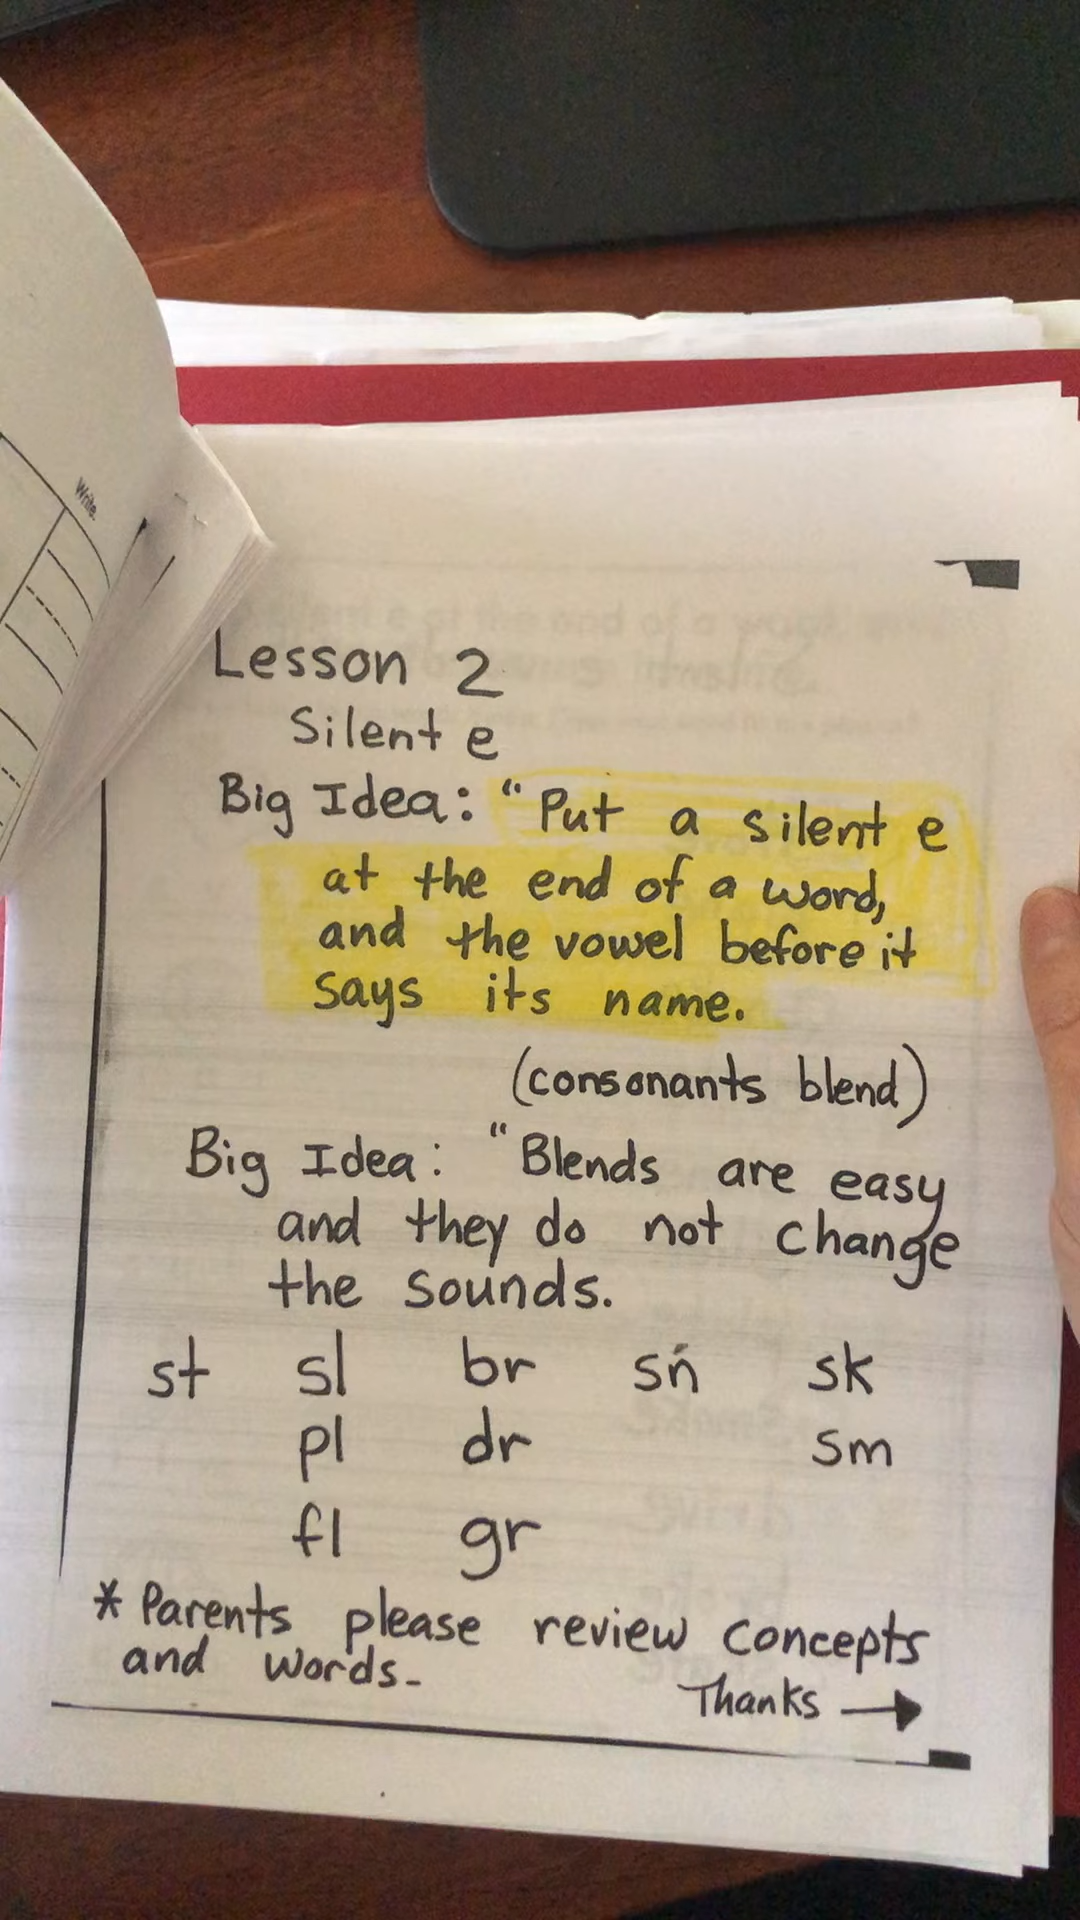 Write.
Lesson 2
Silent e
Big Idea: "Put a silent e
at the end of a word,
and the vowel before it
says its name.
(consonants blend)
Big Idea: "Blends are easy
and they do not change
the sounds.
st sl br sn sk
pl dr sm
fl gr
* Parents please review concepts
and words.
Thanks →